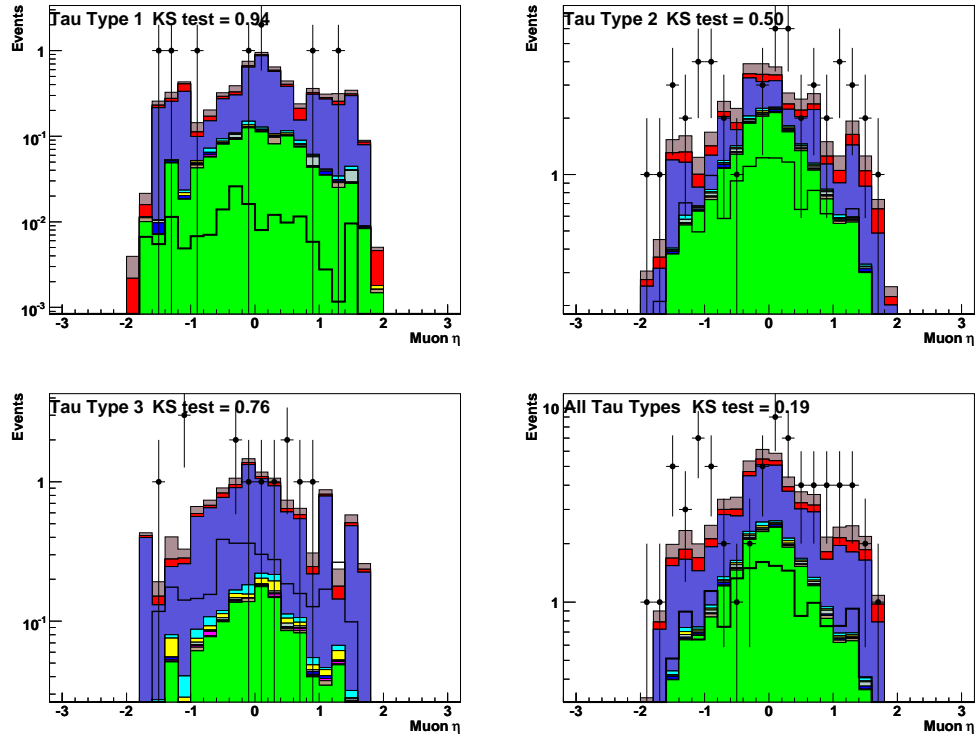 Tau Type 1 KS test = 0.94
Events
1
10-1
10-2
10-3
-3 -2 -1 0 1 2 3
Muon η
Tau Type 2 KS test = 0.50
Events
1
-3 -2 -1 0 1 2 3
Muon η
Tau Type 3 KS test = 0.76
Events
1
10-1
-3 -2 -1 0 1 2 3
Muon η
All Tau Types KS test = 0.19
Events
10
1
-3 -2 -1 0 1 2 3
Muon η